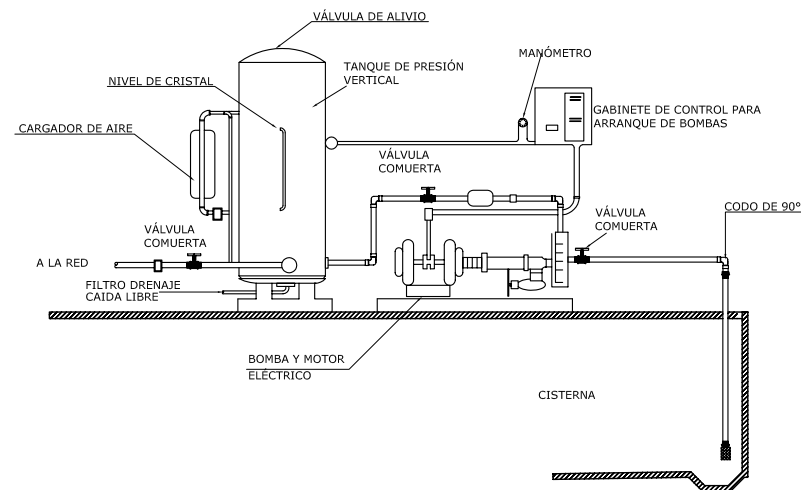 VÁLVULA DE ALIVIO
MANÓMETRO
TANQUE DE PRESIÓN
VERTICAL
NIVEL DE CRISTAL
GABINETE DE CONTROL PARA
ARRANQUE DE BOMBAS
CARGADOR DE AIRE
VÁLVULA
COMUERTA
CODO DE 90°
VÁLVULA
COMUERTA
VÁLVULA
COMUERTA
A LA RED
FILTRO DRENAJE
CAIDA LIBRE
BOMBA Y MOTOR
ELÉCTRICO
CISTERNA